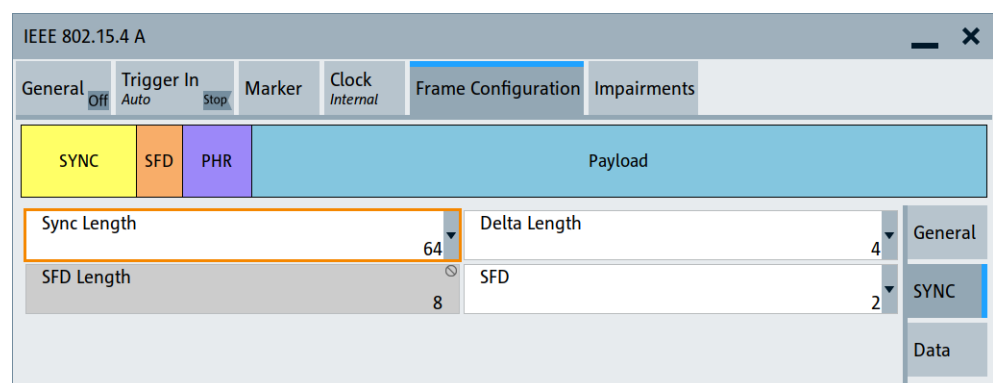 IEEE 802.15.4 A
General Off
Trigger In
Auto Stop
Marker
Clock
Internal
Frame Configuration
Impairments
SYNC SFD PHR Payload
Sync Length
64
Delta Length
4
General
SFD Length
8
SFD
2
SYNC
Data